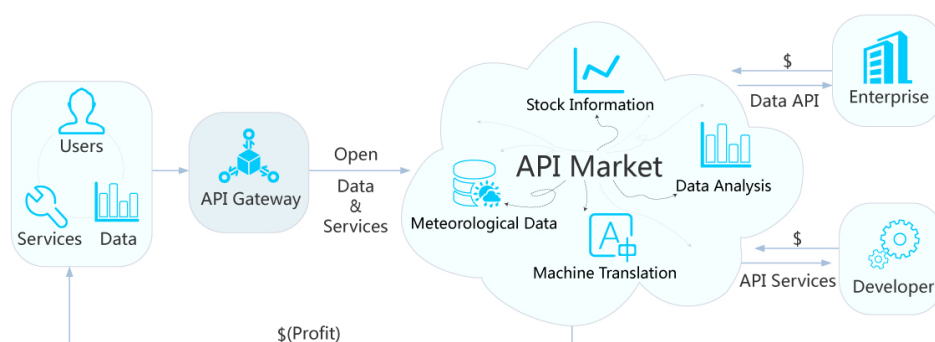 Users
Services
Data
API Gateway
Open
Data
&
Services
API Market
Stock Information
Data Analysis
Meteorological Data
A
中
Machine Translation
$
Data API
Enterprise
$
API Services
Developer
$(Profit)